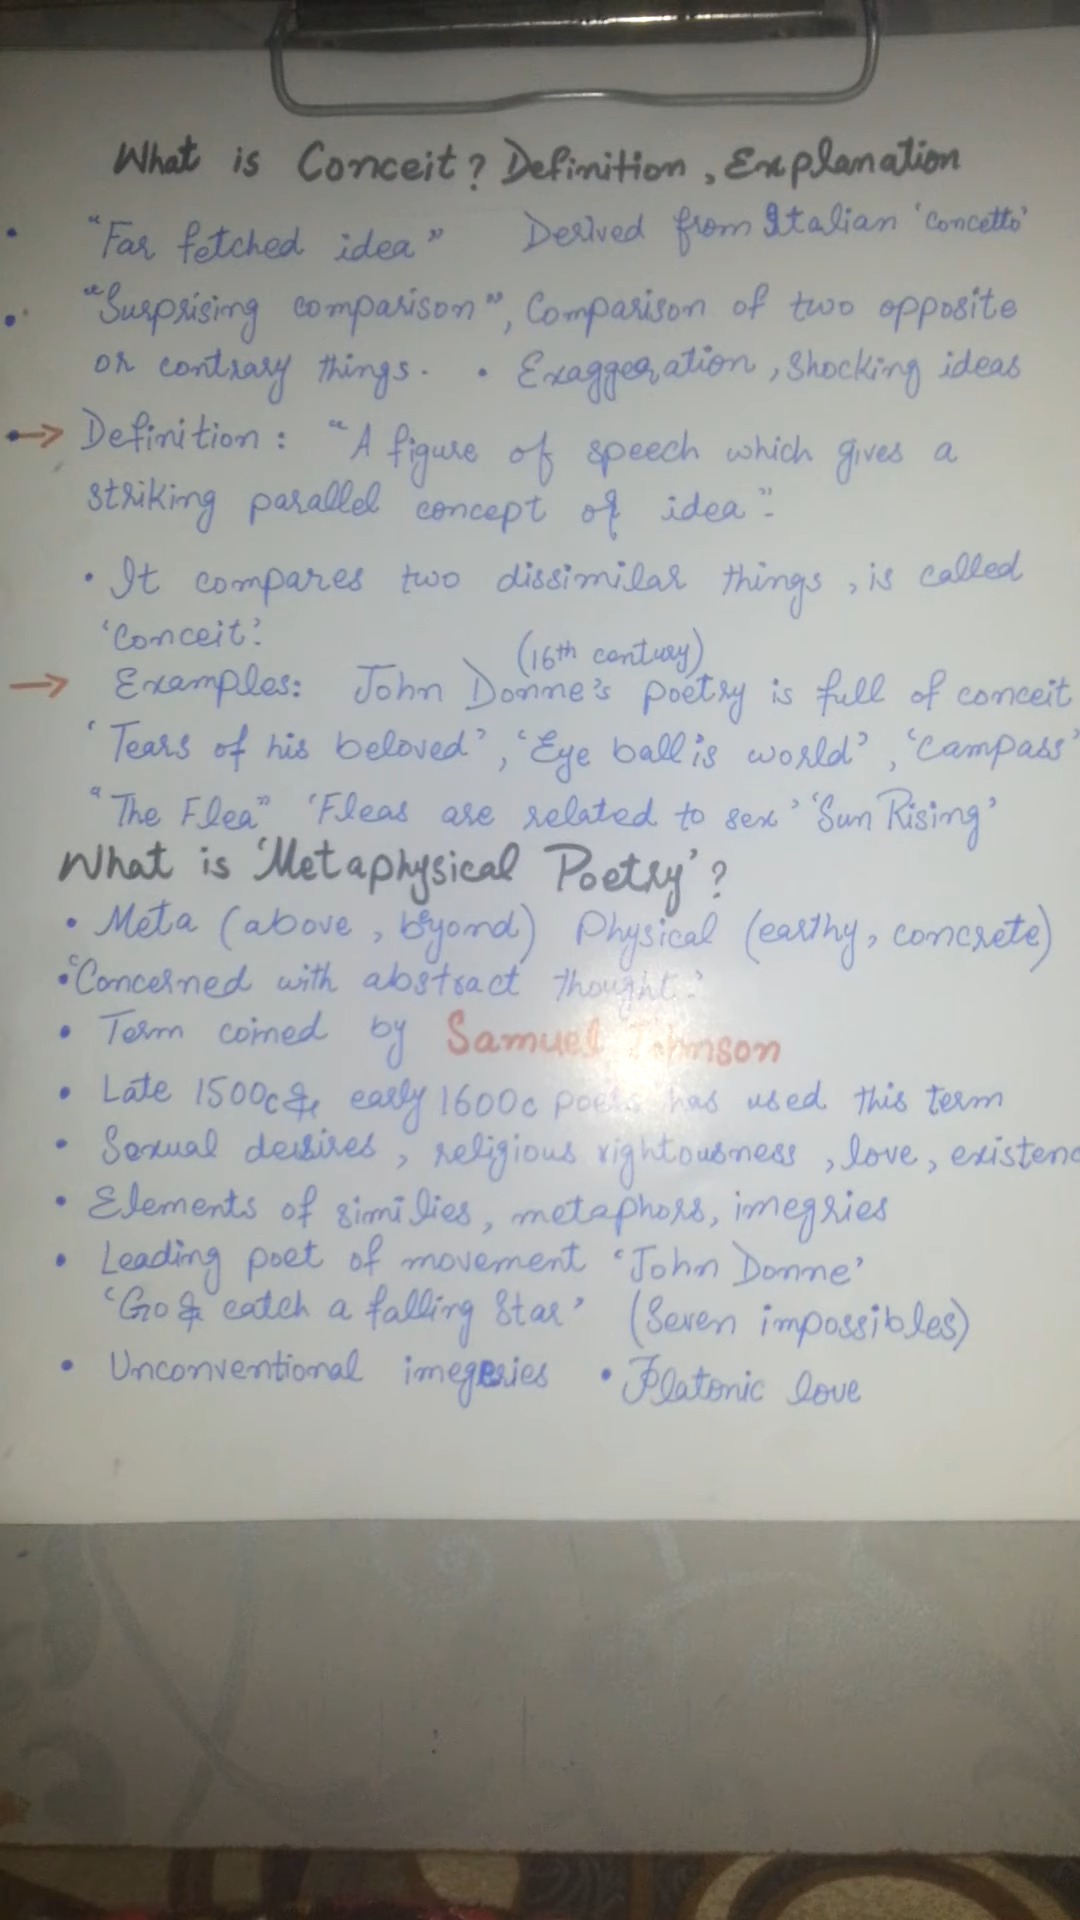 What is Conceit? Definition, Explanation
"Far fetched idea" Derived from Italian 'concetto'
"Surprising comparison", Comparison of two opposite
or contrary things. • Exaggeration, Shocking ideas
→ Definition: "A figure of speech which gives a
striking parallel concept of idea".
• It compares two dissimilar things, is called
'Conceit'.
(16th century)
→ Examples: John Donne's poetry is full of conceit
'Tears of his beloved', 'Eye ball is world', 'Campass'
"The Flea" 'Fleas are related to sex' 'Sun Rising'
What is 'Metaphysical Poetry'?
• Meta (above, beyond) Physical (earthy, concrete)
• 'Concerned with abstract thought.'
• Term coined by Samuel Johnson
• Late 1500c & early 1600c poets has used this term
• Sexual desires, religious rightousness, love, existenc
• Elements of similies, metaphors, imegries
• Leading poet of movement 'John Donne'
'Go & catch a falling Star' (Seven impossibles)
• Unconventional imegries • Platonic love